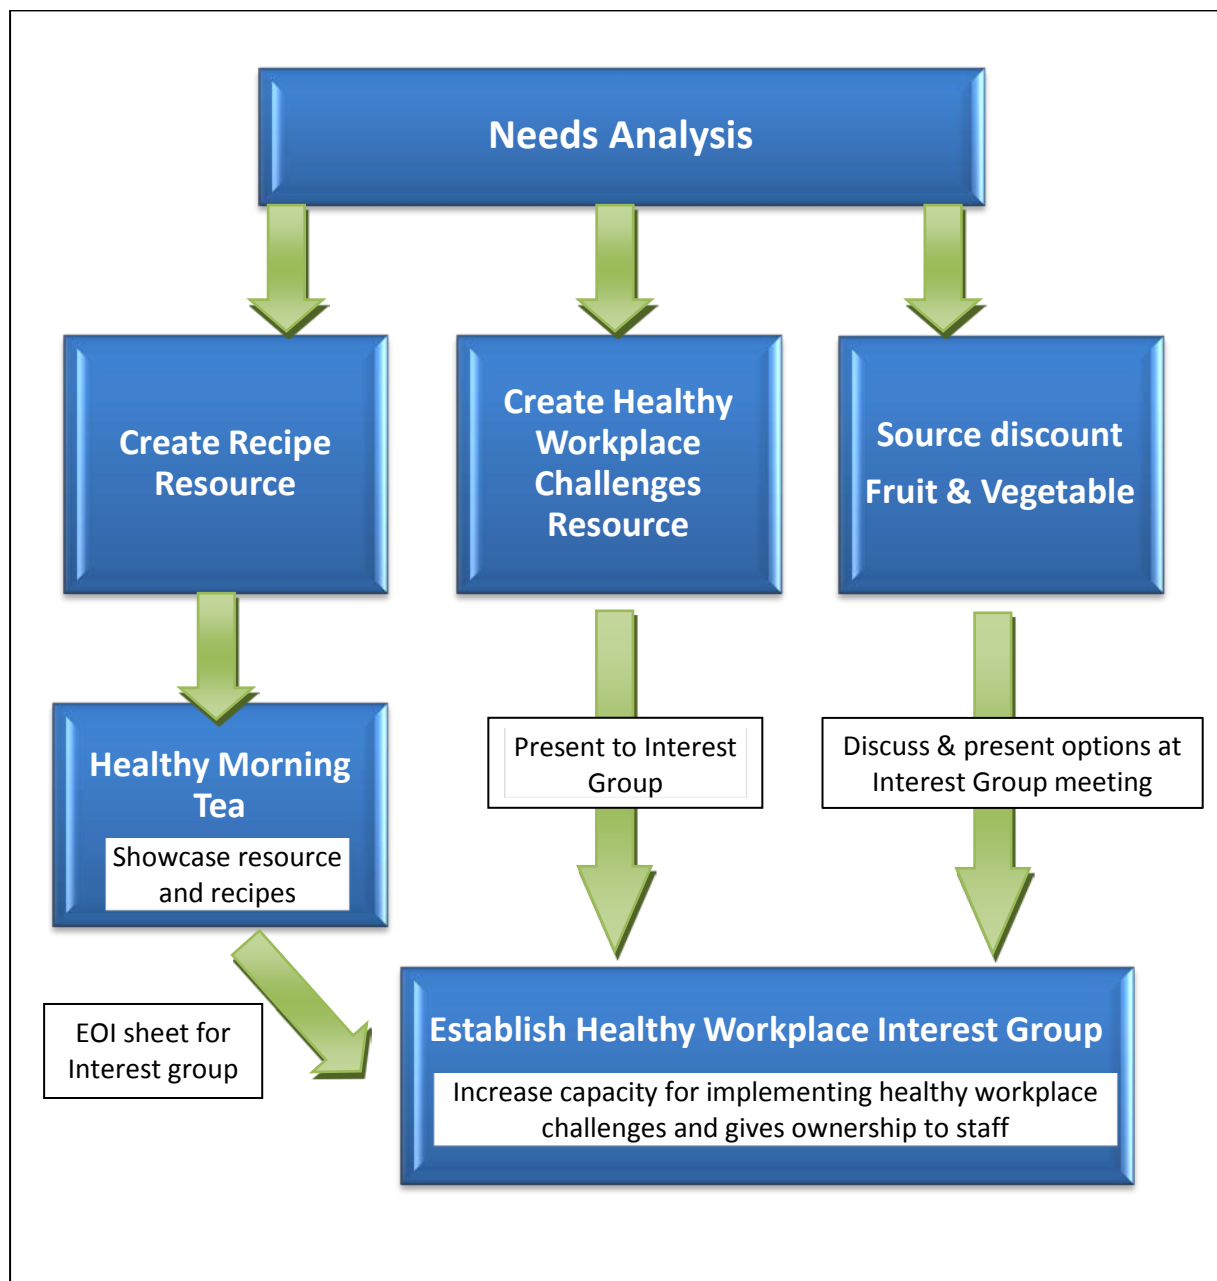 Needs Analysis
Create Recipe
Resource
Create Healthy
Workplace
Challenges
Resource
Source discount
Fruit & Vegetable
Healthy Morning
Tea
Showcase resource
and recipes
Present to Interest
Group
Discuss & present options at
Interest Group meeting
EOI sheet for
Interest group
Establish Healthy Workplace Interest Group
Increase capacity for implementing healthy workplace
challenges and gives ownership to staff